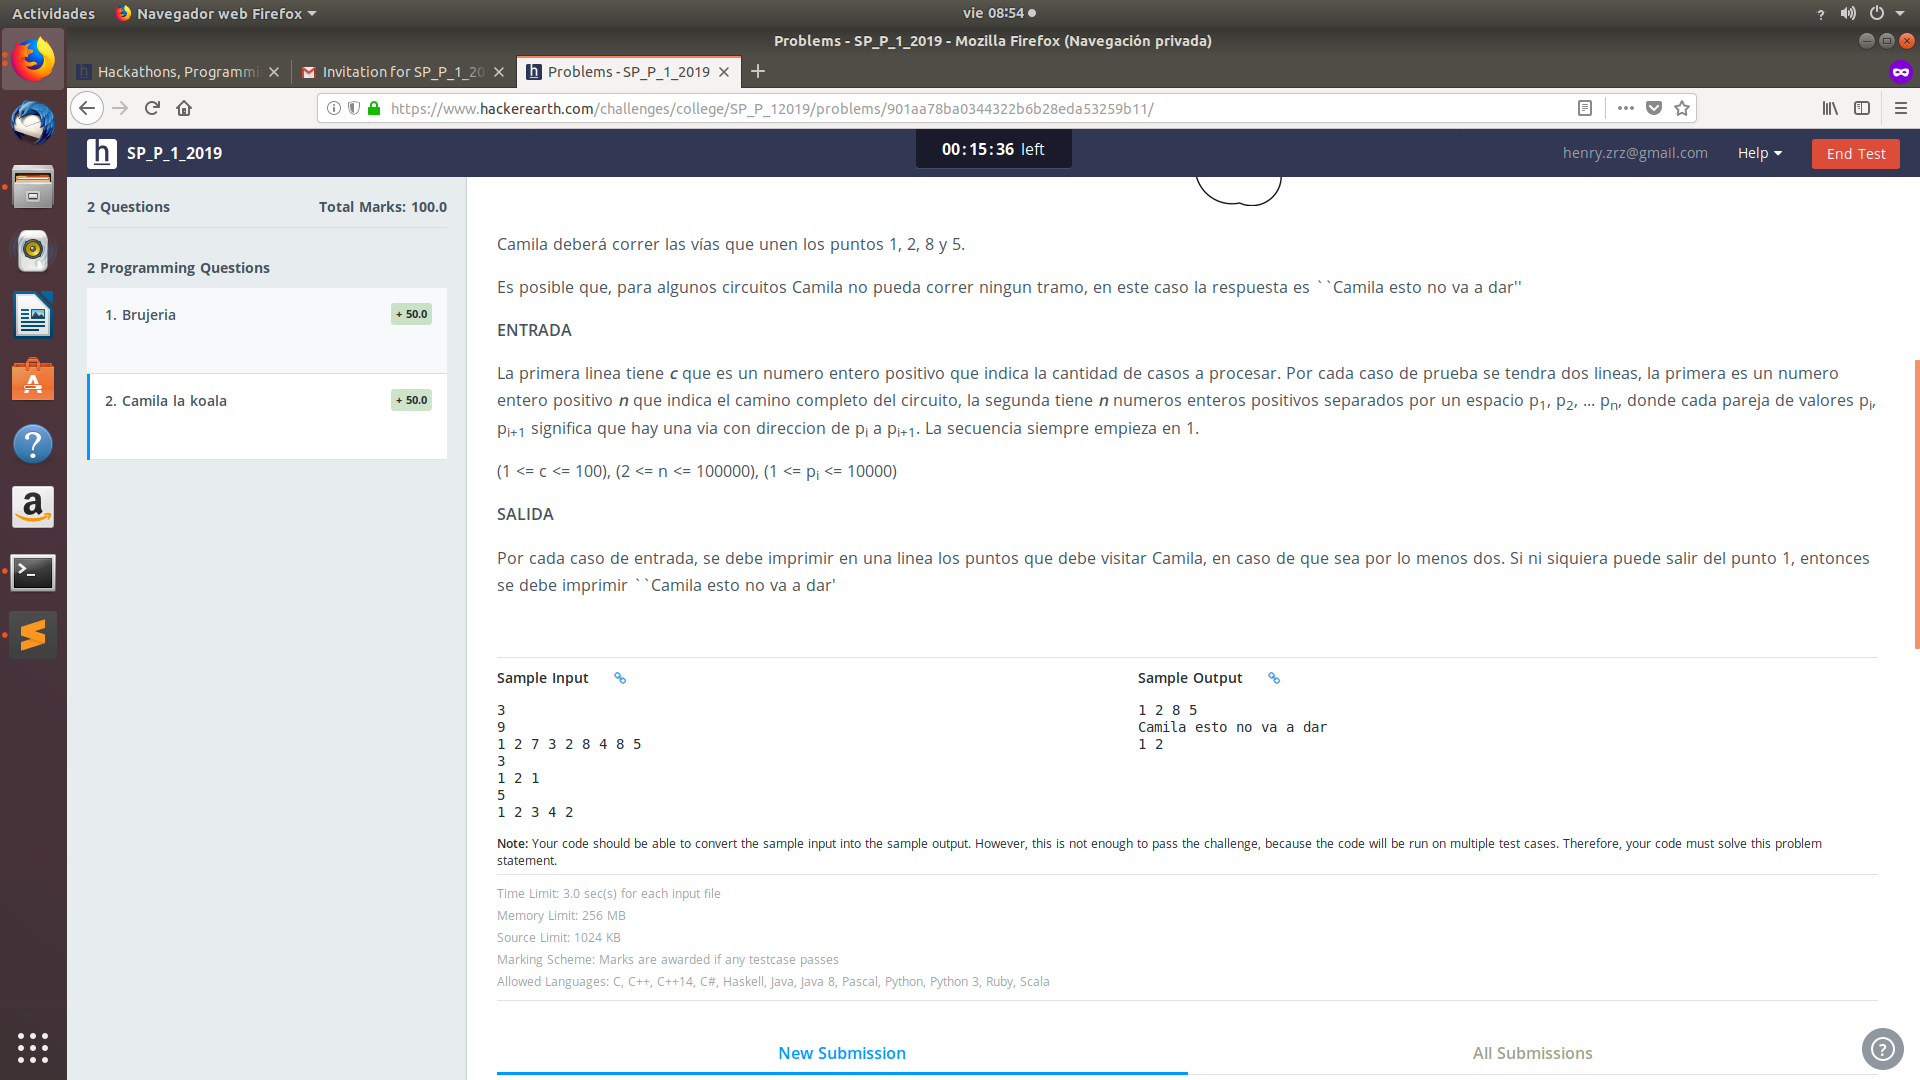 Actividades
Navegador web Firefox
vie 08:54
Problems - SP_P_1_2019 - Mozilla Firefox (Navegación privada)
Hackathons, Programmi
Invitation for SP_P_1_20
Problems - SP_P_1_2019
https://www.hackerearth.com/challenges/college/SP_P_12019/problems/901aa78ba0344322b6b28eda53259b11/
h SP_P_1_2019
00:15:36 left
henry.zrz@gmail.com
Help
End Test
2 Questions
Total Marks: 100.0
2 Programming Questions
1. Brujeria
+ 50.0
2. Camila la koala
+ 50.0
Camila deberá correr las vías que unen los puntos 1, 2, 8 y 5.
Es posible que, para algunos circuitos Camila no pueda correr ningun tramo, en este caso la respuesta es ``Camila esto no va a dar''
ENTRADA
La primera linea tiene c que es un numero entero positivo que indica la cantidad de casos a procesar. Por cada caso de prueba se tendra dos lineas, la primera es un numero
entero positivo n que indica el camino completo del circuito, la segunda tiene n numeros enteros positivos separados por un espacio p1, p2, ... pn, donde cada pareja de valores pi,
pi+1 significa que hay una via con direccion de pi a pi+1. La secuencia siempre empieza en 1.
(1 <= c <= 100), (2 <= n <= 100000), (1 <= pi <= 10000)
SALIDA
Por cada caso de entrada, se debe imprimir en una linea los puntos que debe visitar Camila, en caso de que sea por lo menos dos. Si ni siquiera puede salir del punto 1, entonces
se debe imprimir ``Camila esto no va a dar'
Sample Input
3
9
1 2 7 3 2 8 4 8 5
3
1 2 1
5
1 2 3 4 2
Sample Output
1 2 8 5
Camila esto no va a dar
1 2
Note: Your code should be able to convert the sample input into the sample output. However, this is not enough to pass the challenge, because the code will be run on multiple test cases. Therefore, your code must solve this problem
statement.
Time Limit: 3.0 sec(s) for each input file
Memory Limit: 256 MB
Source Limit: 1024 KB
Marking Scheme: Marks are awarded if any testcase passes
Allowed Languages: C, C++, C++14, C#, Haskell, Java, Java 8, Pascal, Python, Python 3, Ruby, Scala
New Submission
All Submissions